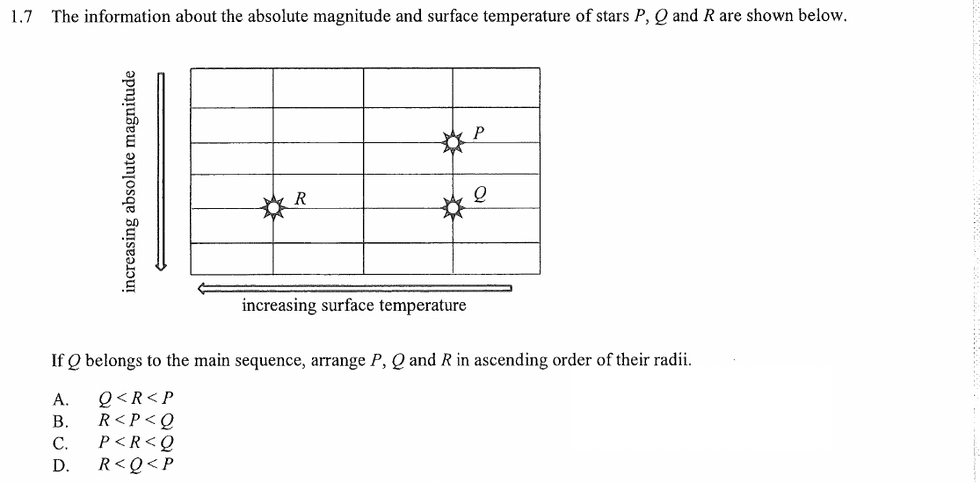 1.7 The information about the absolute magnitude and surface temperature of stars P, Q and R are shown below.
increasing absolute magnitude
P
R
Q
increasing surface temperature
If Q belongs to the main sequence, arrange P, Q and R in ascending order of their radii.
A. Q < R < P
B. R < P < Q
C. P < R < Q
D. R < Q < P